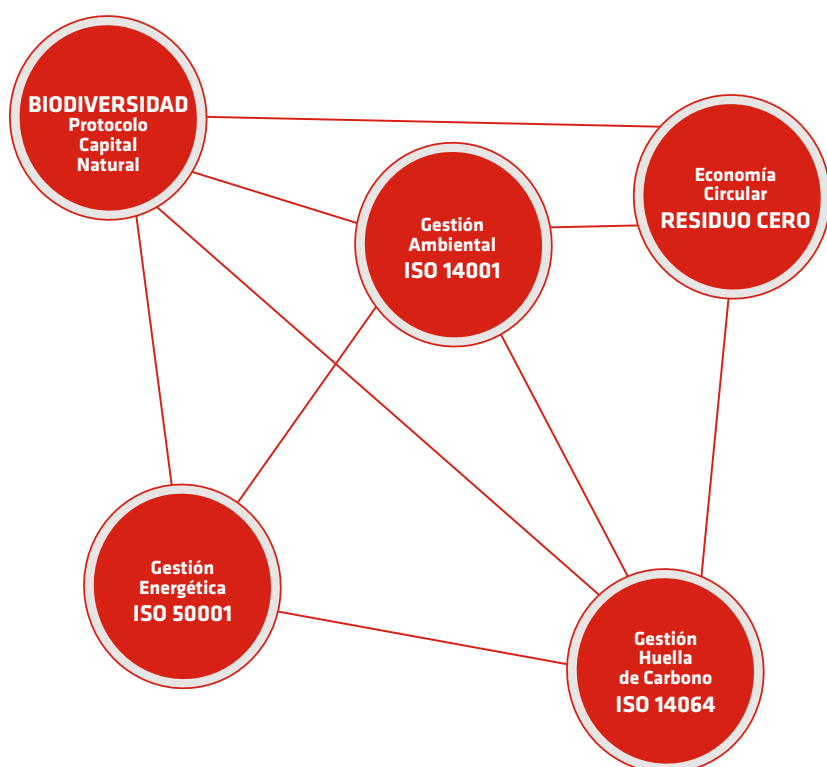 BIODIVERSIDAD
Protocolo
Capital
Natural
Economía
Circular
RESIDUO CERO
Gestión
Ambiental
ISO 14001
Gestión
Energética
ISO 50001
Gestión
Huella
de Carbono
ISO 14064